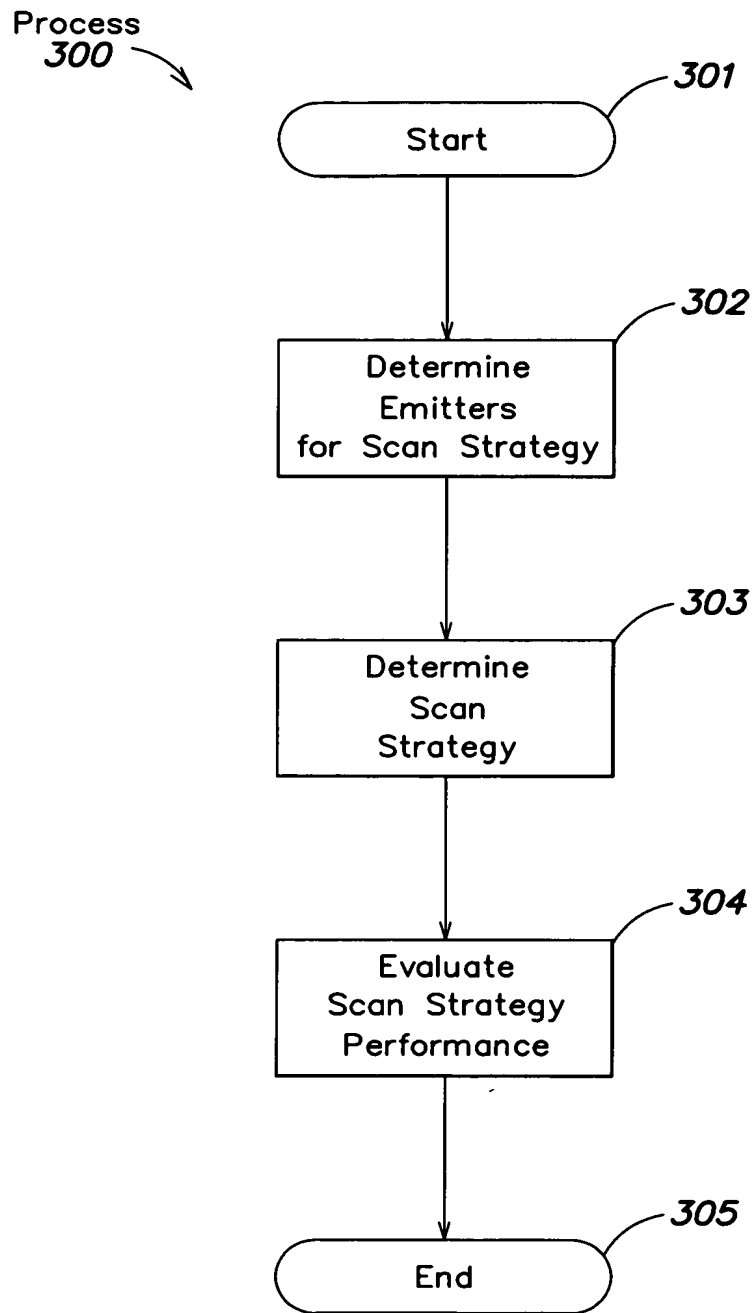 Process
300
301
Start
302
Determine
Emitters
for Scan Strategy
303
Determine
Scan
Strategy
304
Evaluate
Scan Strategy
Performance
305
End